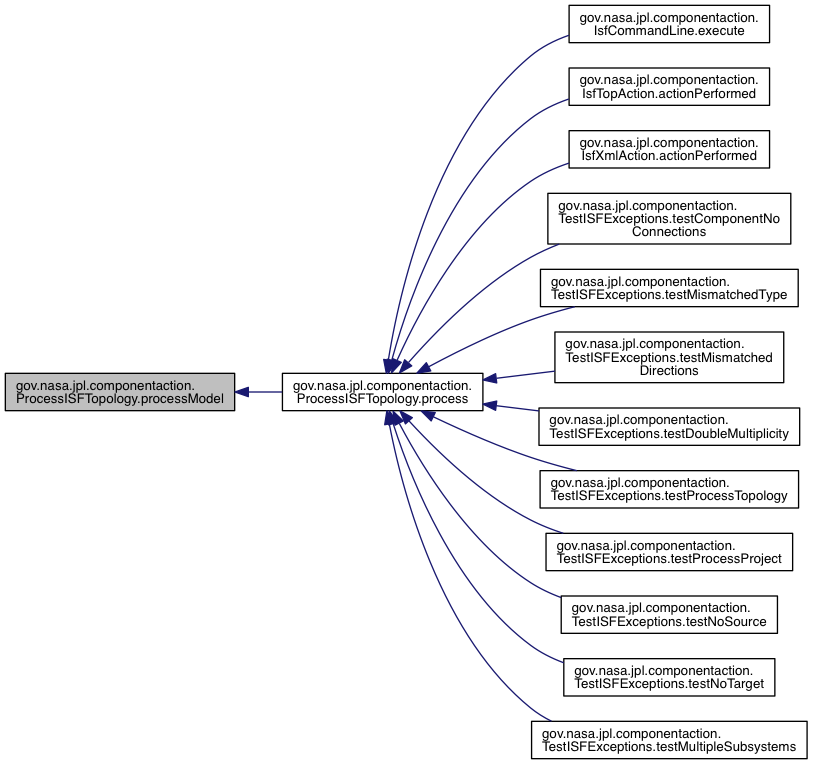 gov.nasa.jpl.componentaction.
IsfCommandLine.execute
gov.nasa.jpl.componentaction.
IsfTopAction.actionPerformed
gov.nasa.jpl.componentaction.
IsfXmlAction.actionPerformed
gov.nasa.jpl.componentaction.
TestISFExceptions.testComponentNo
Connections
gov.nasa.jpl.componentaction.
TestISFExceptions.testMismatchedType
gov.nasa.jpl.componentaction.
TestISFExceptions.testMismatched
Directions
gov.nasa.jpl.componentaction.
ProcessISFTopology.processModel
gov.nasa.jpl.componentaction.
ProcessISFTopology.process
gov.nasa.jpl.componentaction.
TestISFExceptions.testDoubleMultiplicity
gov.nasa.jpl.componentaction.
TestISFExceptions.testProcessTopology
gov.nasa.jpl.componentaction.
TestISFExceptions.testProcessProject
gov.nasa.jpl.componentaction.
TestISFExceptions.testNoSource
gov.nasa.jpl.componentaction.
TestISFExceptions.testNoTarget
gov.nasa.jpl.componentaction.
TestISFExceptions.testMultipleSubsystems